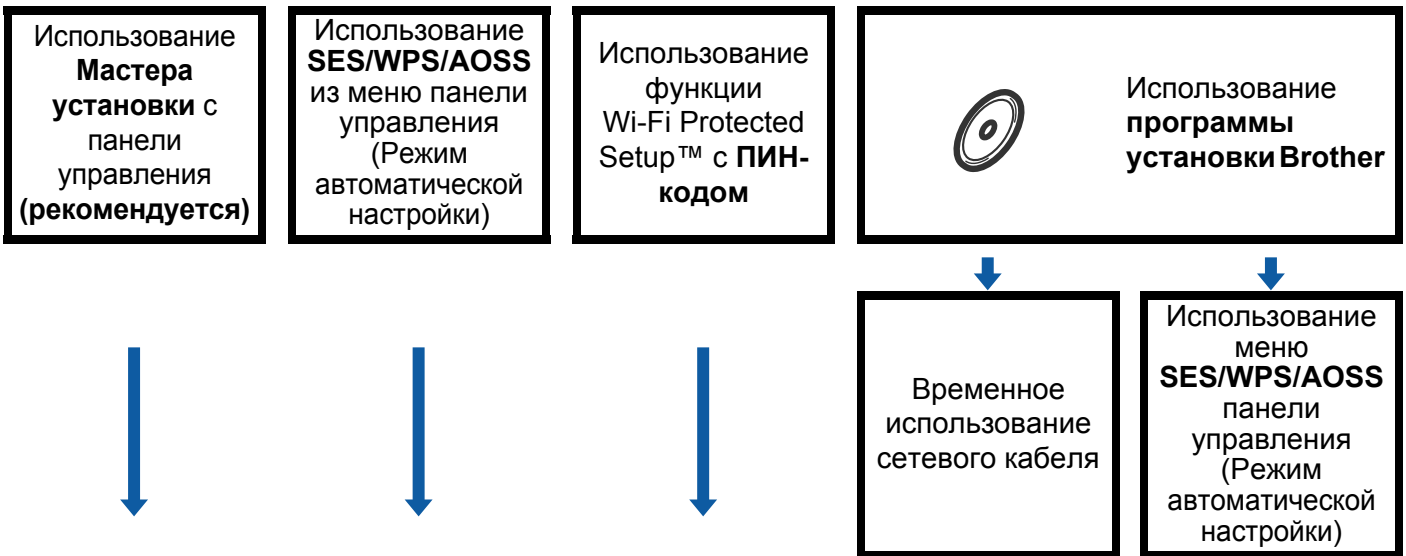 Использование
Мастера
установки с
панели
управления
(рекомендуется)
Использование
SES/WPS/AOSS
из меню панели
управления
(Режим
автоматической
настройки)
Использование
функции
Wi-Fi Protected
Setup™ с ПИН-
кодом
Использование
программы
установки Brother
Временное
использование
сетевого кабеля
Использование
меню
SES/WPS/AOSS
панели
управления
(Режим
автоматической
настройки)